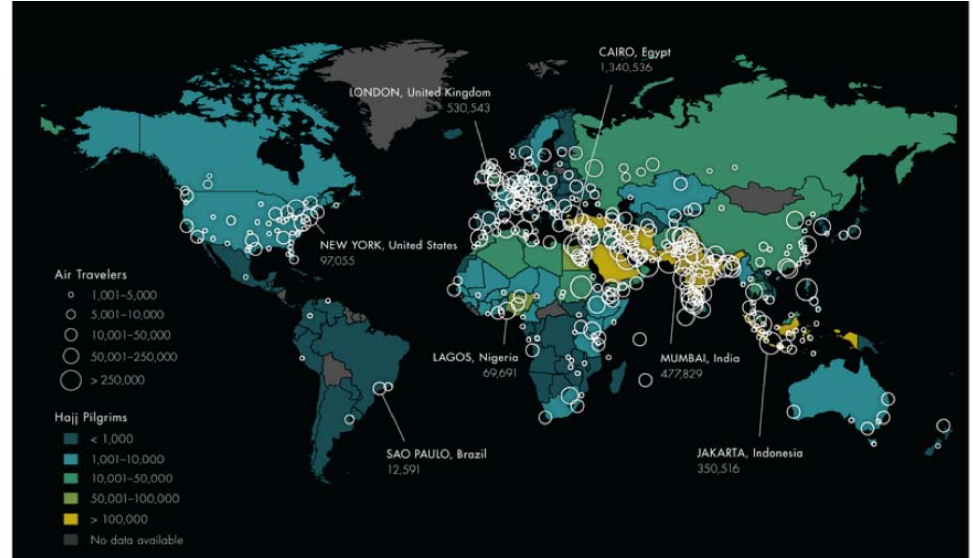 CAIRO, Egypt
1,340,536
LONDON, United Kingdom
530,543
NEW YORK, United States
97,055
Air Travelers
1,001–5,000
5,001–10,000
10,001–50,000
50,001–250,000
> 250,000
LAGOS, Nigeria
69,691
MUMBAI, India
477,829
Hajj Pilgrims
< 1,000
1,001–10,000
10,001–50,000
50,001–100,000
> 100,000
No data available
SAO PAULO, Brazil
12,591
JAKARTA, Indonesia
350,516